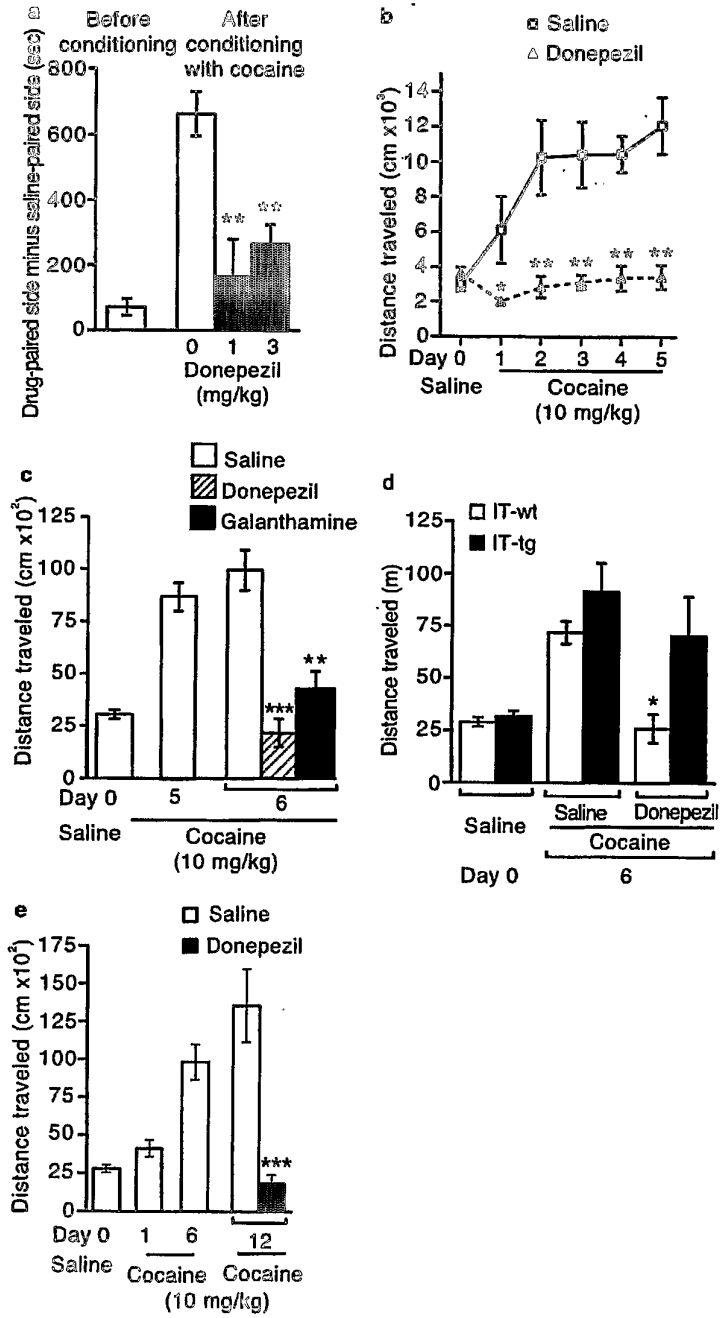 a
Before
conditioning
After
conditioning
with cocaine
Drug-paired side minus saline-paired side (sec)
800
600
400
200
0
**
**
0 1 3
Donepezil
(mg/kg)
b
Saline
Donepezil
Distance traveled (cm x10³)
14
12
10
8
6
4
2
0
*
**
**
**
**
Day 0 1 2 3 4 5
Saline Cocaine
(10 mg/kg)
c
Saline
Donepezil
Galanthamine
Distance traveled (cm x10²)
125
100
75
50
25
0
***
**
Day 0 5 6
Saline Cocaine
(10 mg/kg)
d
IT-wt
IT-tg
Distance traveled (m)
125
100
75
50
25
0
*
Saline Saline Donepezil
Cocaine
Day 0 6
e
Saline
Donepezil
Distance traveled (cm x10²)
175
150
125
100
75
50
25
0
***
Day 0 1 6 12
Saline Cocaine Cocaine
(10 mg/kg)